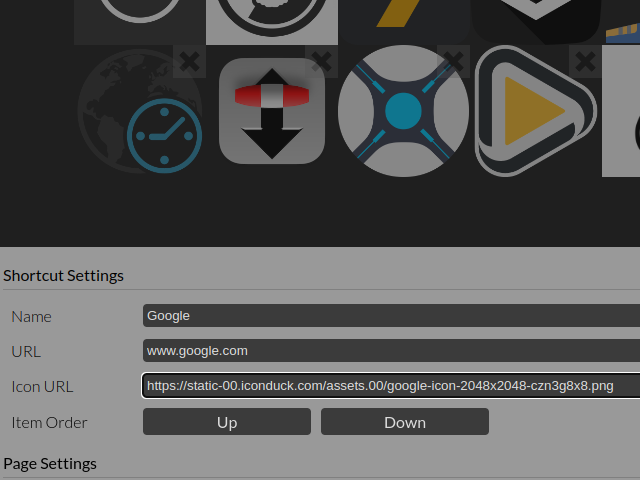 Shortcut Settings
Name
Google
URL
www.google.com
Icon URL
https://static-00.iconduck.com/assets.00/google-icon-2048x2048-czn3g8x8.png
Item Order
Up
Down
Page Settings